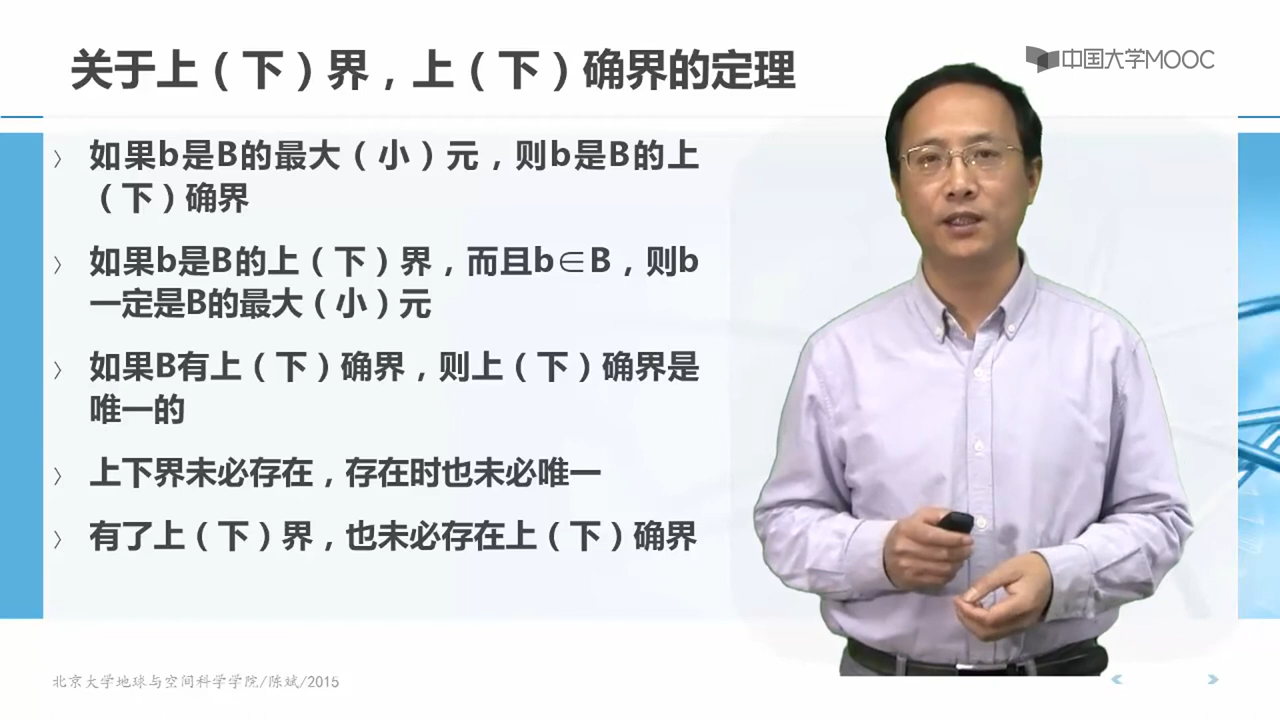 关于上（下）界，上（下）确界的定理
中国大学MOOC
〉 如果b是B的最大（小）元，则b是B的上
（下）确界
〉 如果b是B的上（下）界，而且b∈B，则b
一定是B的最大（小）元
〉 如果B有上（下）确界，则上（下）确界是
唯一的
〉 上下界未必存在，存在时也未必唯一
〉 有了上（下）界，也未必存在上（下）确界
北京大学地球与空间科学学院/陈斌/2015